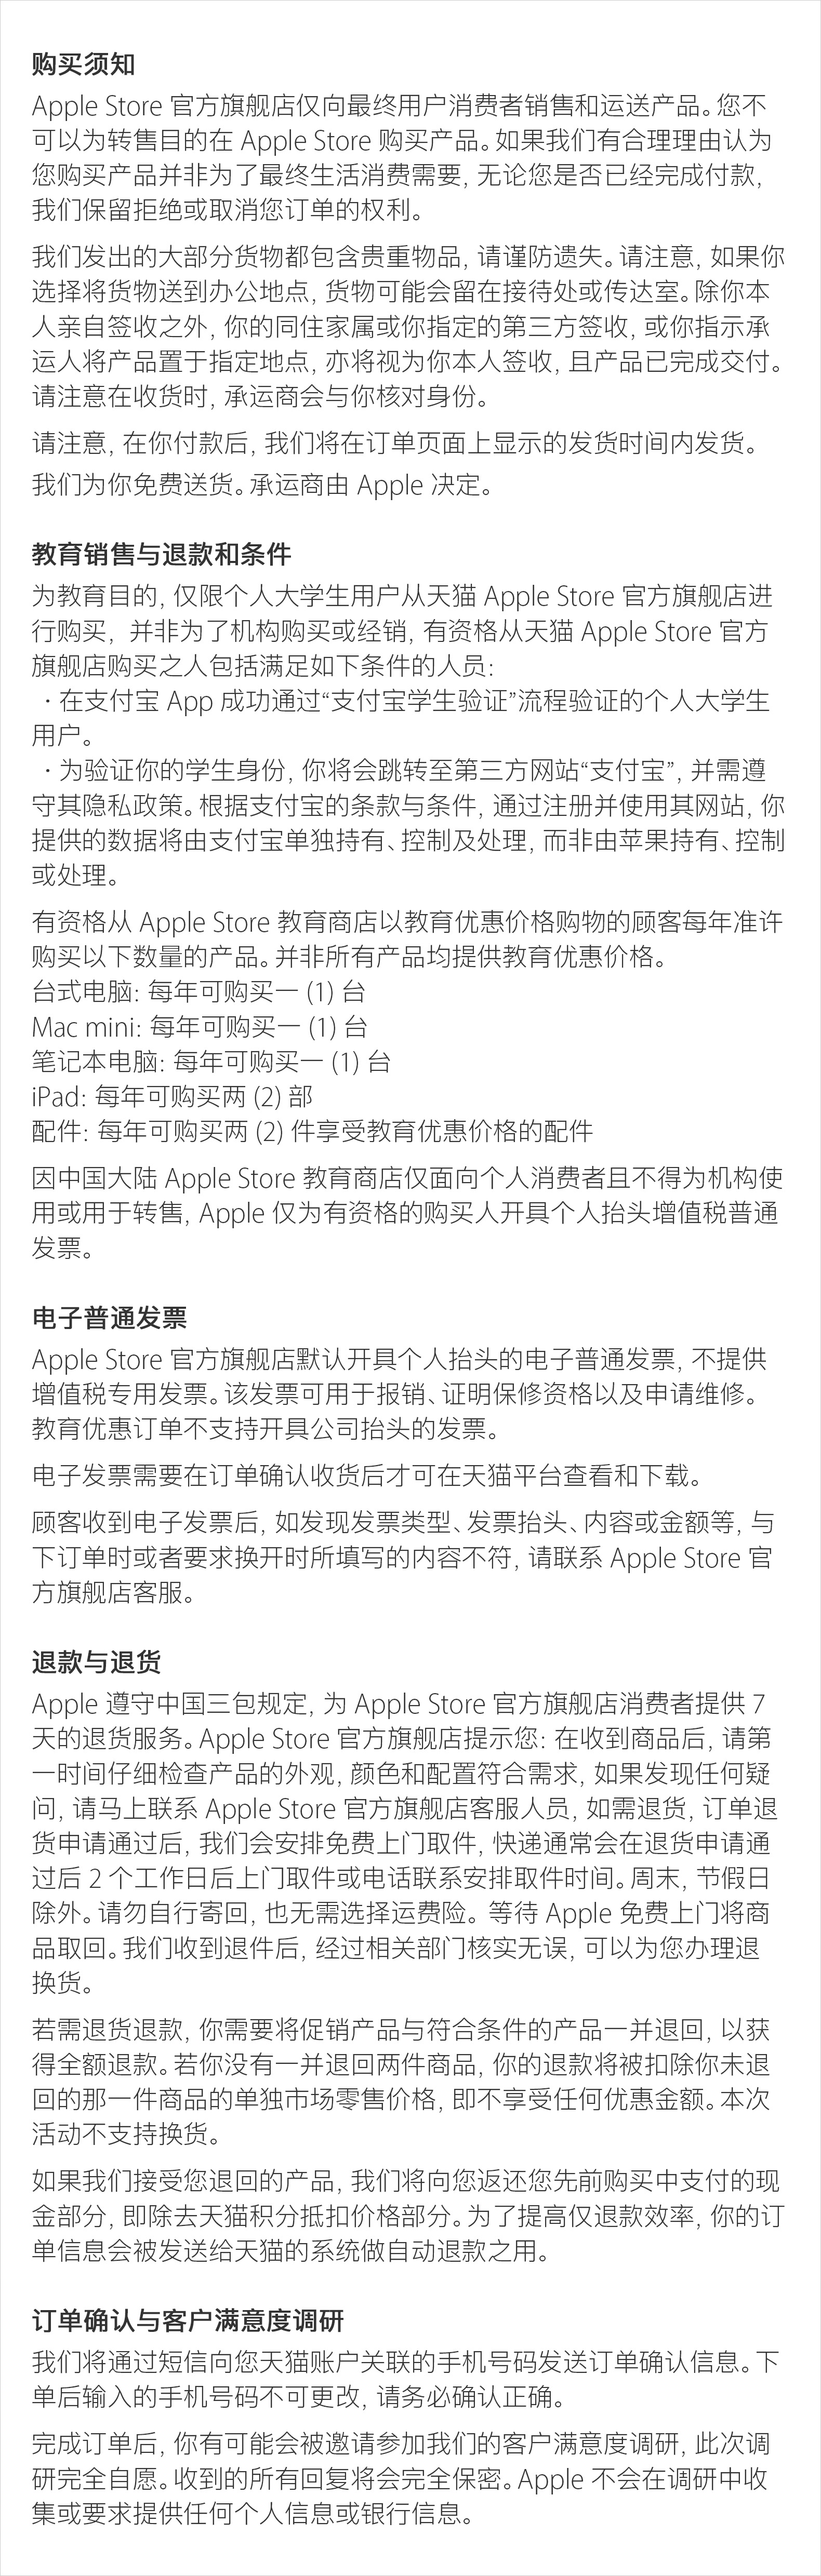 购买须知
Apple Store 官方旗舰店仅向最终用户消费者销售和运送产品。您不
可以为转售目的在 Apple Store 购买产品。如果我们有合理理由认为
您购买产品并非为了最终生活消费需要, 无论您是否已经完成付款,
我们保留拒绝或取消您订单的权利。
我们发出的大部分货物都包含贵重物品, 请谨防遗失。请注意, 如果你
选择将货物送到办公地点, 货物可能会留在接待处或传达室。除你本
人亲自签收之外, 你的同住家属或你指定的第三方签收, 或你指示承
运人将产品置于指定地点, 亦将视为你本人签收, 且产品已完成交付。
请注意在收货时, 承运商会与你核对身份。
请注意, 在你付款后, 我们将在订单页面上显示的发货时间内发货。
我们为你免费送货。承运商由 Apple 决定。
教育销售与退款和条件
为教育目的, 仅限个人大学生用户从天猫 Apple Store 官方旗舰店进
行购买,  并非为了机构购买或经销, 有资格从天猫 Apple Store 官方
旗舰店购买之人包括满足如下条件的人员:
· 在支付宝 App 成功通过“支付宝学生验证”流程验证的个人大学生
用户。
· 为验证你的学生身份, 你将会跳转至第三方网站“支付宝”, 并需遵
守其隐私政策。根据支付宝的条款与条件, 通过注册并使用其网站, 你
提供的数据将由支付宝单独持有、控制及处理, 而非由苹果持有、控制
或处理。
有资格从 Apple Store 教育商店以教育优惠价格购物的顾客每年准许
购买以下数量的产品。并非所有产品均提供教育优惠价格。
台式电脑: 每年可购买一 (1) 台
Mac mini: 每年可购买一 (1) 台
笔记本电脑: 每年可购买一 (1) 台
iPad: 每年可购买两 (2) 部
配件: 每年可购买两 (2) 件享受教育优惠价格的配件
因中国大陆 Apple Store 教育商店仅面向个人消费者且不得为机构使
用或用于转售, Apple 仅为有资格的购买人开具个人抬头增值税普通
发票。
电子普通发票
Apple Store 官方旗舰店默认开具个人抬头的电子普通发票, 不提供
增值税专用发票。该发票可用于报销、证明保修资格以及申请维修。
教育优惠订单不支持开具公司抬头的发票。
电子发票需要在订单确认收货后才可在天猫平台查看和下载。
顾客收到电子发票后, 如发现发票类型、发票抬头、内容或金额等, 与
下订单时或者要求换开时所填写的内容不符, 请联系 Apple Store 官
方旗舰店客服。
退款与退货
Apple 遵守中国三包规定, 为 Apple Store 官方旗舰店消费者提供 7
天的退货服务。Apple Store 官方旗舰店提示您: 在收到商品后, 请第
一时间仔细检查产品的外观, 颜色和配置符合需求, 如果发现任何疑
问, 请马上联系 Apple Store 官方旗舰店客服人员, 如需退货, 订单退
货申请通过后, 我们会安排免费上门取件, 快递通常会在退货申请通
过后 2 个工作日后上门取件或电话联系安排取件时间。周末, 节假日
除外。请勿自行寄回, 也无需选择运费险。 等待 Apple 免费上门将商
品取回。我们收到退件后, 经过相关部门核实无误, 可以为您办理退
换货。
若需退货退款, 你需要将促销产品与符合条件的产品一并退回, 以获
得全额退款。若你没有一并退回两件商品, 你的退款将被扣除你未退
回的那一件商品的单独市场零售价格, 即不享受任何优惠金额。本次
活动不支持换货。
如果我们接受您退回的产品, 我们将向您返还您先前购买中支付的现
金部分, 即除去天猫积分抵扣价格部分。为了提高仅退款效率, 你的订
单信息会被发送给天猫的系统做自动退款之用。
订单确认与客户满意度调研
我们将通过短信向您天猫账户关联的手机号码发送订单确认信息。下
单后输入的手机号码不可更改, 请务必确认正确。
完成订单后, 你有可能会被邀请参加我们的客户满意度调研, 此次调
研完全自愿。收到的所有回复将会完全保密。Apple 不会在调研中收
集或要求提供任何个人信息或银行信息。